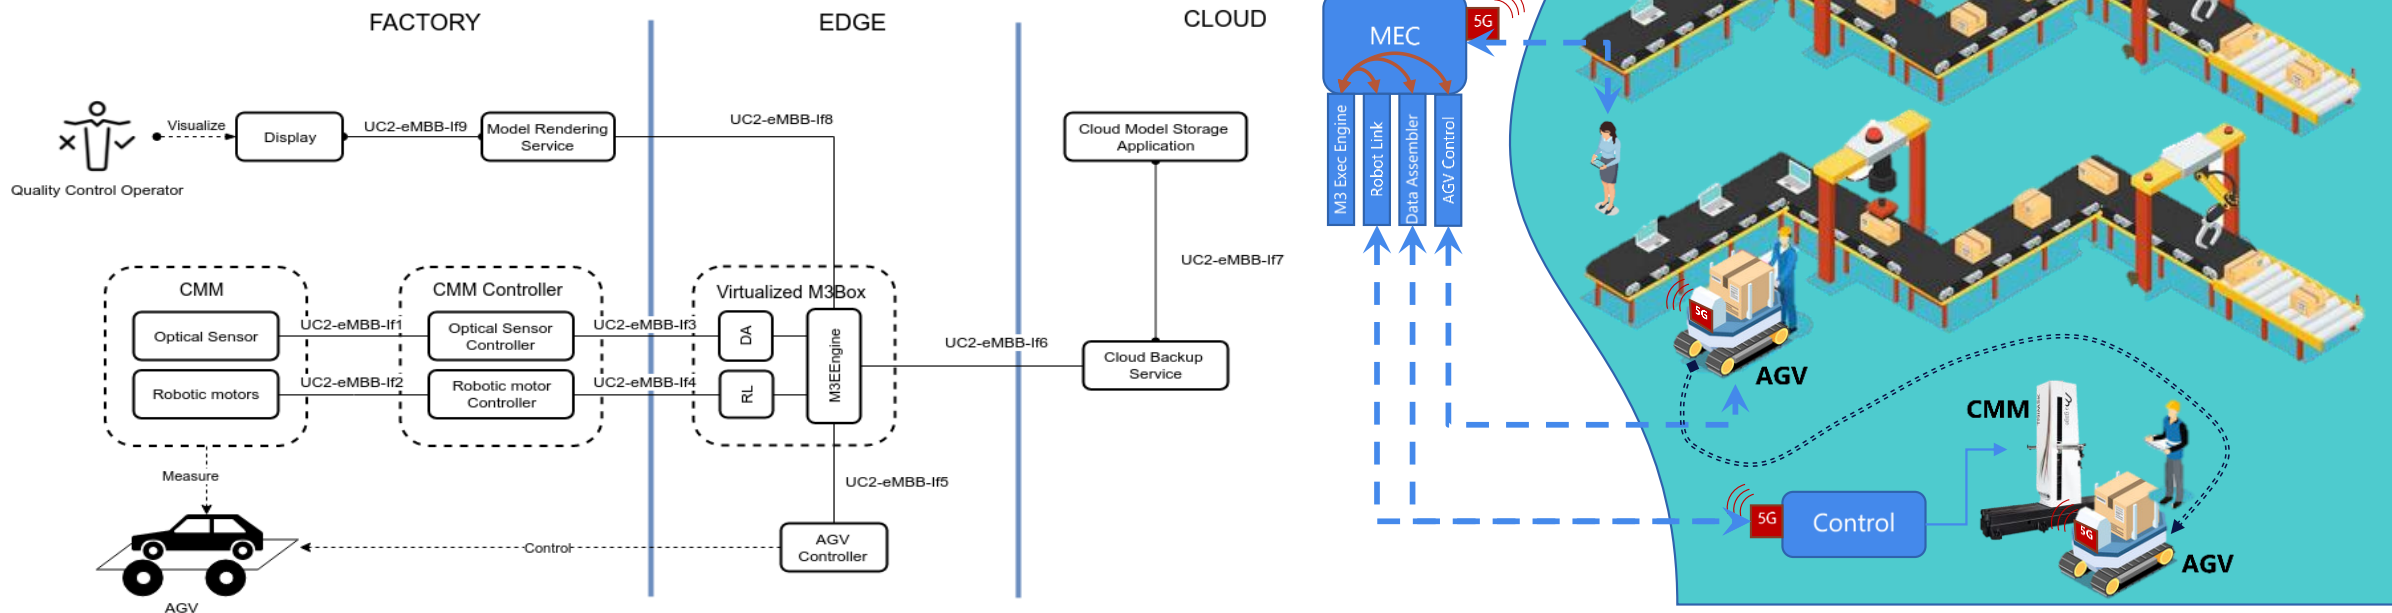 FACTORY
EDGE
CLOUD
Visualize
Display
UC2-eMBB-If9
Model Rendering
Service
UC2-eMBB-If8
Quality Control Operator
Cloud Model Storage
Application
UC2-eMBB-If7
CMM
CMM Controller
Virtualized M3Box
Optical Sensor
UC2-eMBB-If1
Optical Sensor
Controller
UC2-eMBB-If3
DA
M3EEngine
UC2-eMBB-If6
Cloud Backup
Service
Robotic motors
UC2-eMBB-If2
Robotic motor
Controller
UC2-eMBB-If4
RL
Measure
UC2-eMBB-If5
AGV
Controller
Control
AGV
MEC
5G
M3 Exec Engine
Robot Link
Data Assembler
AGV Control
5G
AGV
CMM
5G
Control
5G
AGV